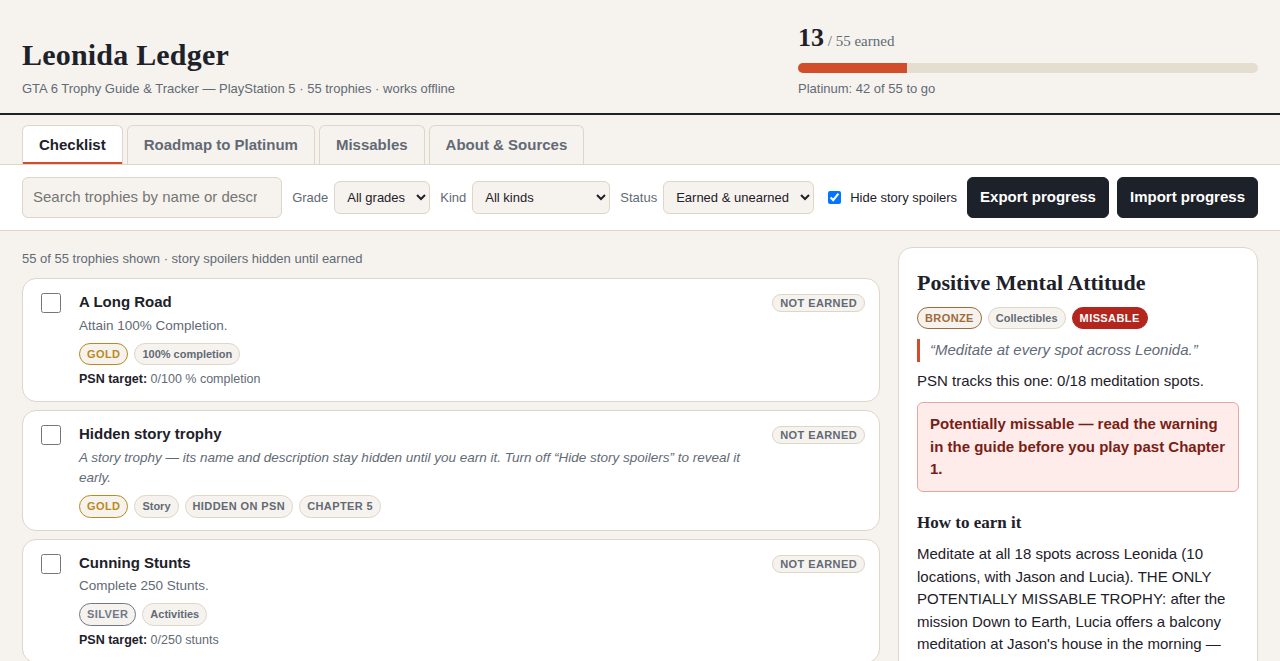 Leonida Ledger
GTA 6 Trophy Guide & Tracker — PlayStation 5 · 55 trophies · works offline
13 / 55 earned
Platinum: 42 of 55 to go
Checklist
Roadmap to Platinum
Missables
About & Sources
Search trophies by name or descr
Grade
All grades
Kind
All kinds
Status
Earned & unearned
Hide story spoilers
Export progress
Import progress
55 of 55 trophies shown · story spoilers hidden until earned
A Long Road
NOT EARNED
Attain 100% Completion.
GOLD
100% completion
PSN target: 0/100 % completion
Hidden story trophy
NOT EARNED
A story trophy — its name and description stay hidden until you earn it. Turn off “Hide story spoilers” to reveal it
early.
GOLD
Story
HIDDEN ON PSN
CHAPTER 5
Cunning Stunts
NOT EARNED
Complete 250 Stunts.
SILVER
Activities
PSN target: 0/250 stunts
Positive Mental Attitude
BRONZE
Collectibles
MISSABLE
“Meditate at every spot across Leonida.”
PSN tracks this one: 0/18 meditation spots.
Potentially missable — read the warning
in the guide before you play past Chapter
1.
How to earn it
Meditate at all 18 spots across Leonida (10
locations, with Jason and Lucia). THE ONLY
POTENTIALLY MISSABLE TROPHY: after the
mission Down to Earth, Lucia offers a balcony
meditation at Jason's house in the morning —